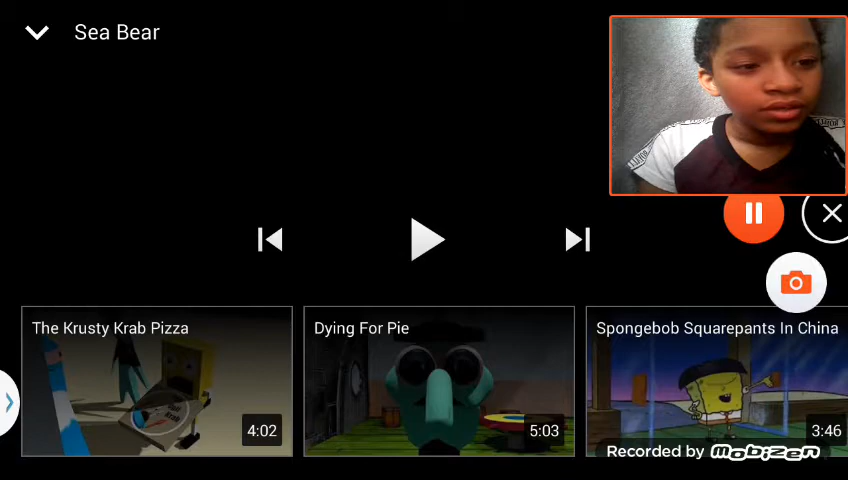 Sea Bear
The Krusty Krab Pizza
Dying For Pie
Spongebob Squarepants In China
4:02
5:03
3:46
Recorded by mobizen